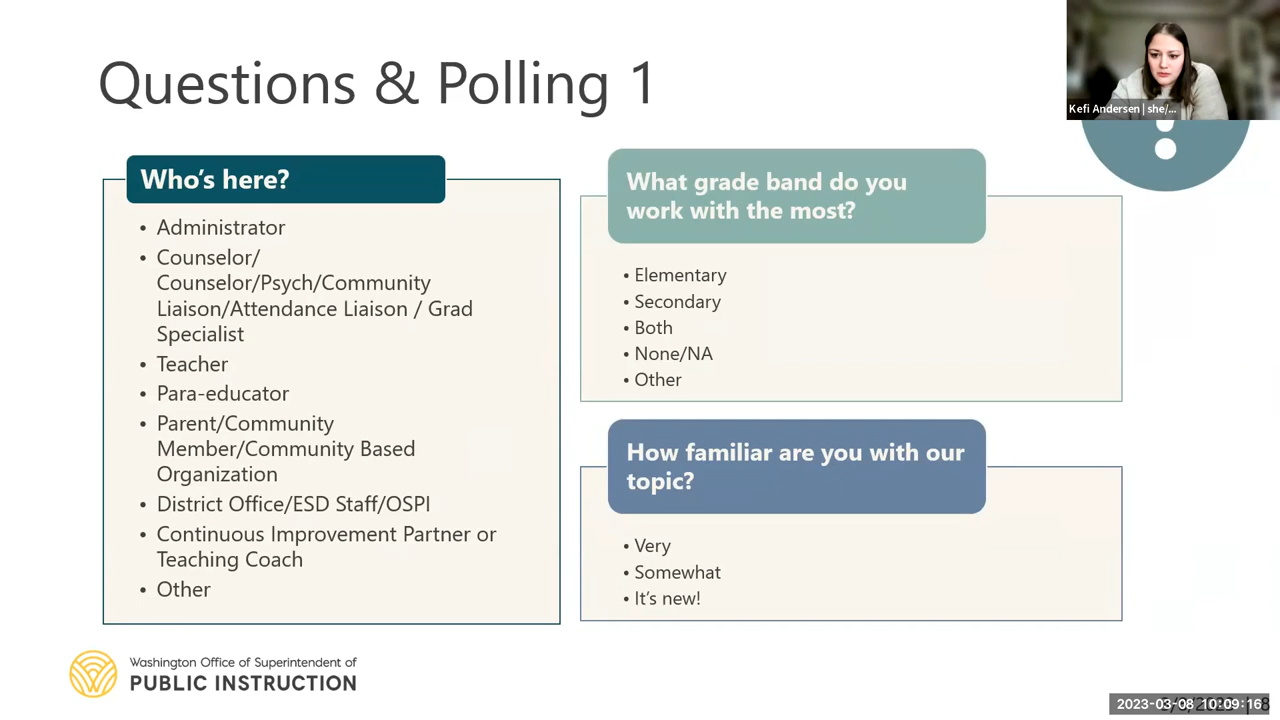 Questions & Polling 1
Kefi Andersen | she/...
Who's here?
• Administrator
• Counselor/
Counselor/Psych/Community
Liaison/Attendance Liaison / Grad
Specialist
• Teacher
• Para-educator
• Parent/Community
Member/Community Based
Organization
• District Office/ESD Staff/OSPI
• Continuous Improvement Partner or
Teaching Coach
• Other
What grade band do you
work with the most?
• Elementary
• Secondary
• Both
• None/NA
• Other
How familiar are you with our
topic?
• Very
• Somewhat
• It's new!
Washington Office of Superintendent of
PUBLIC INSTRUCTION
2023-03-08 10:09:16